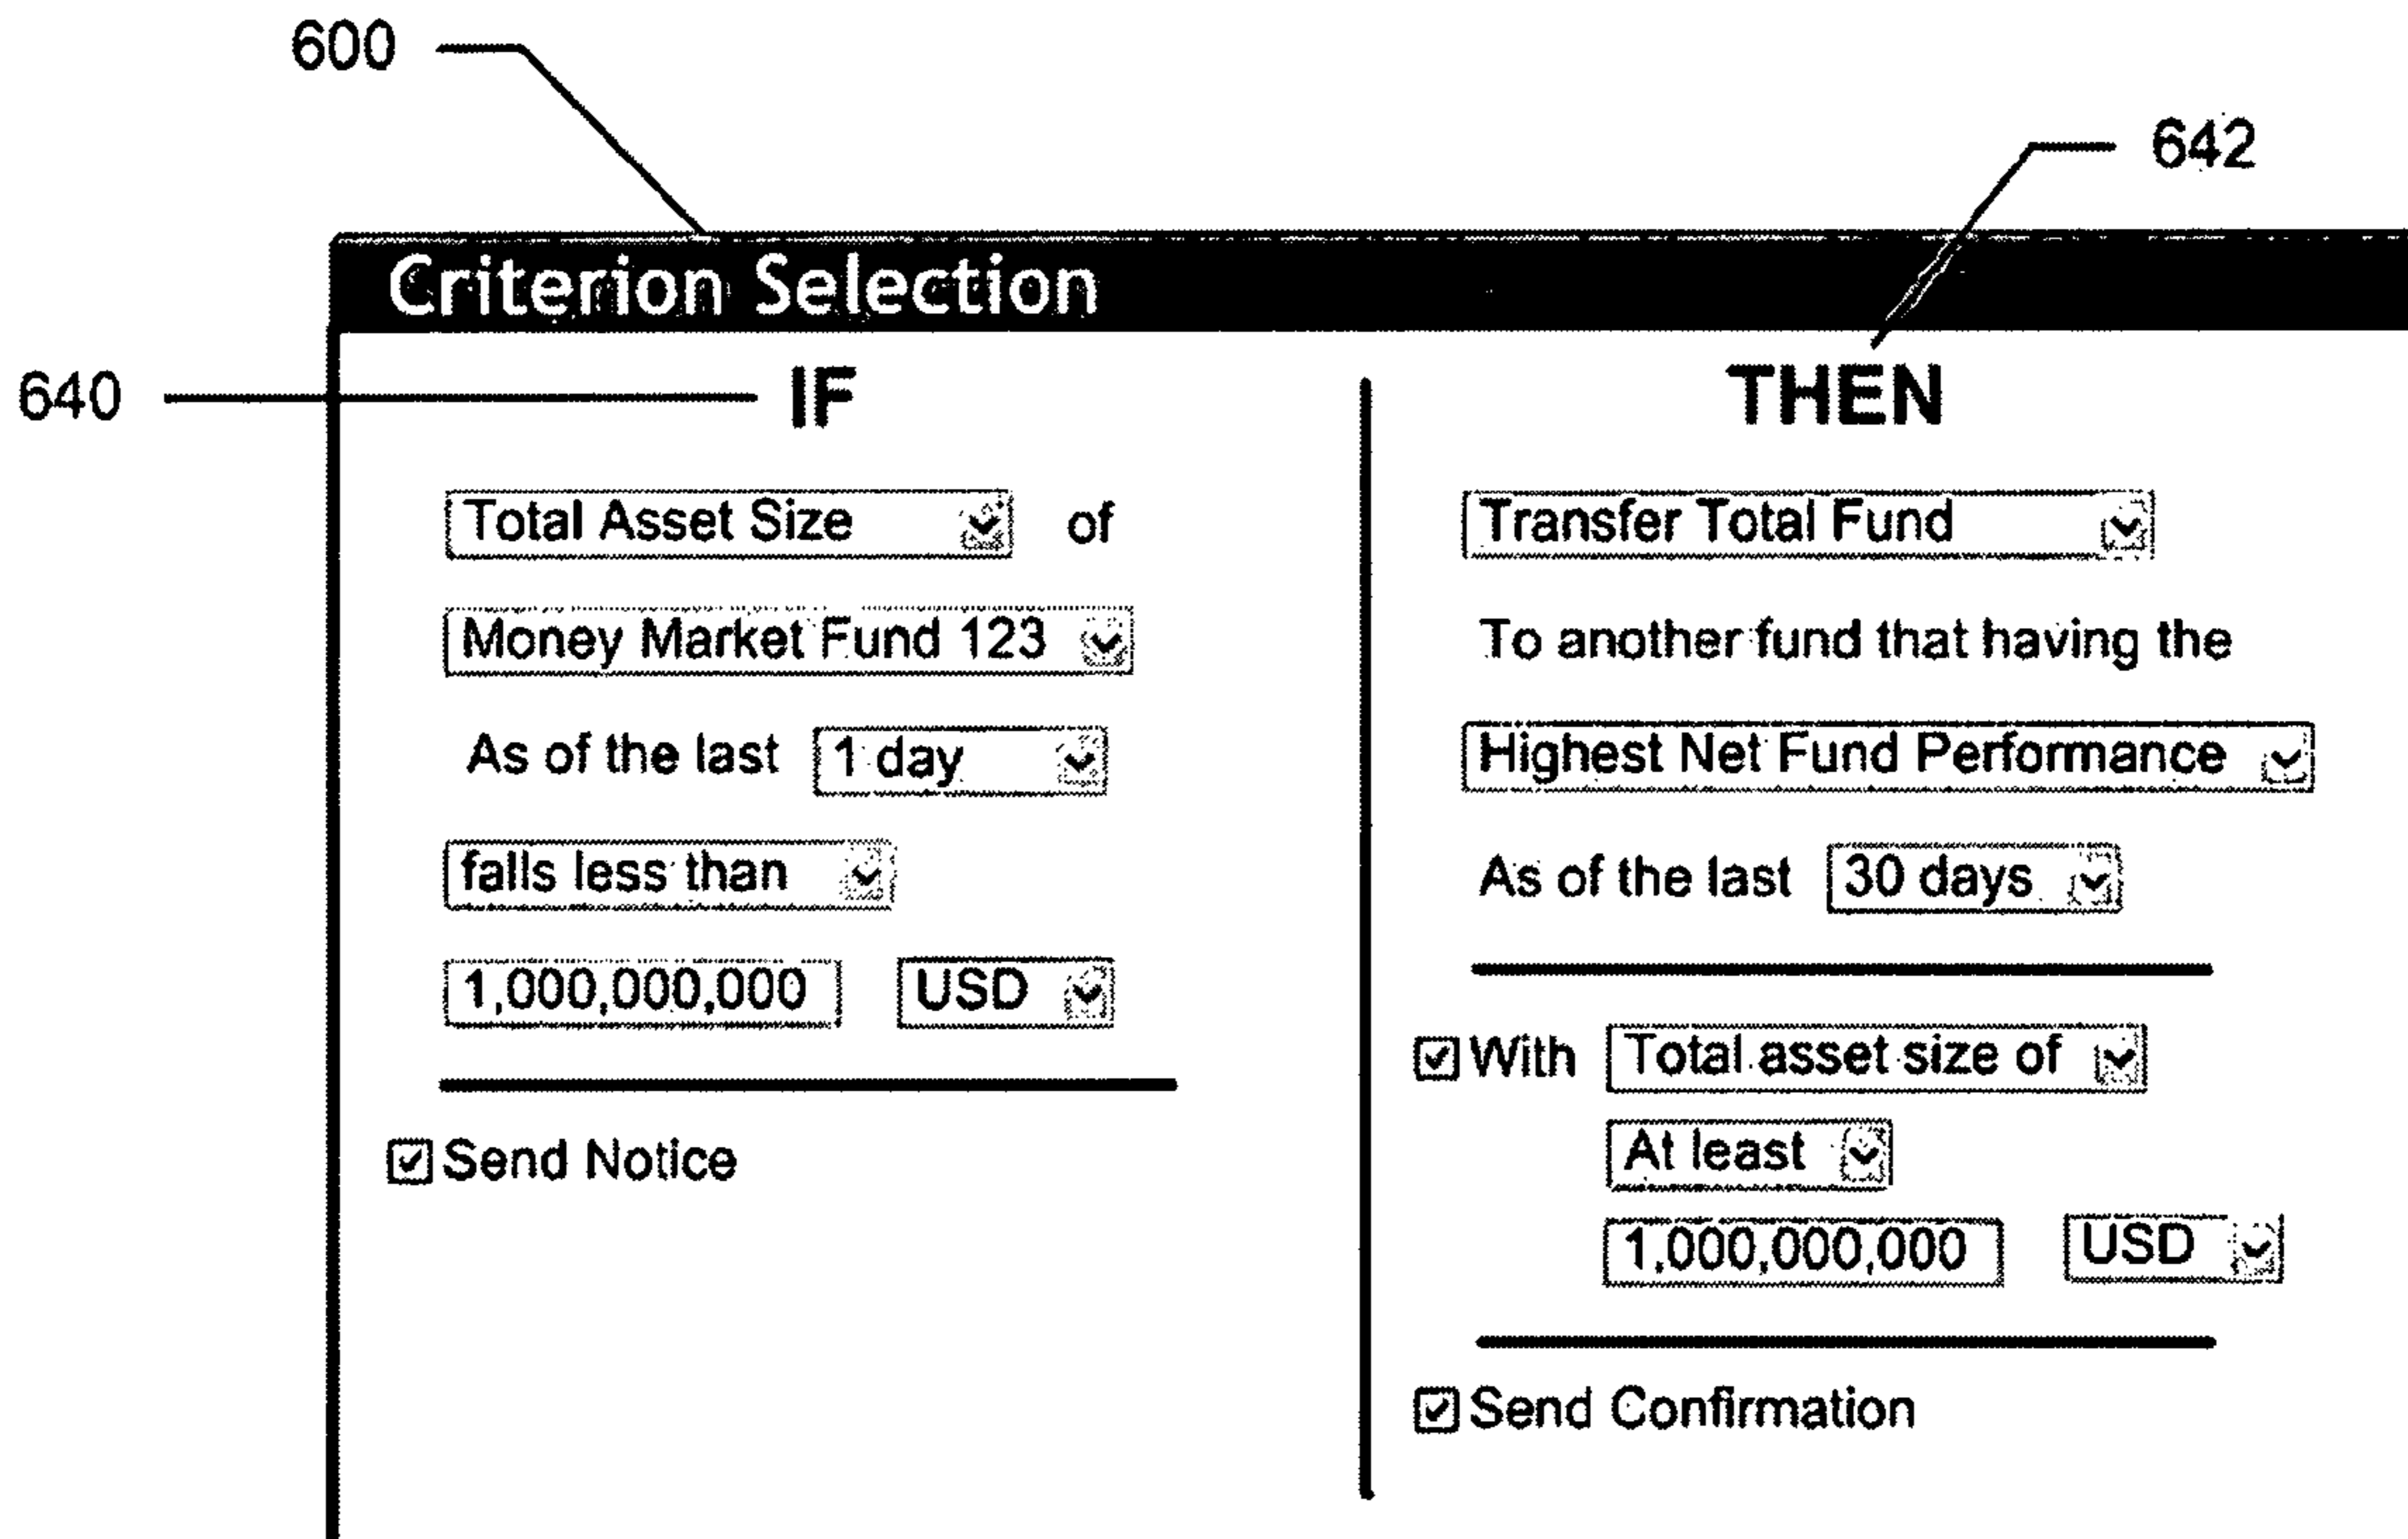 600
642
Criterion Selection
640
IF
Total Asset Size of
Money Market Fund 123
As of the last 1 day
falls less than
1,000,000,000 USD
Send Notice
THEN
Transfer Total Fund
To another fund that having the
Highest Net Fund Performance
As of the last 30 days
With Total asset size of
At least
1,000,000,000 USD
Send Confirmation